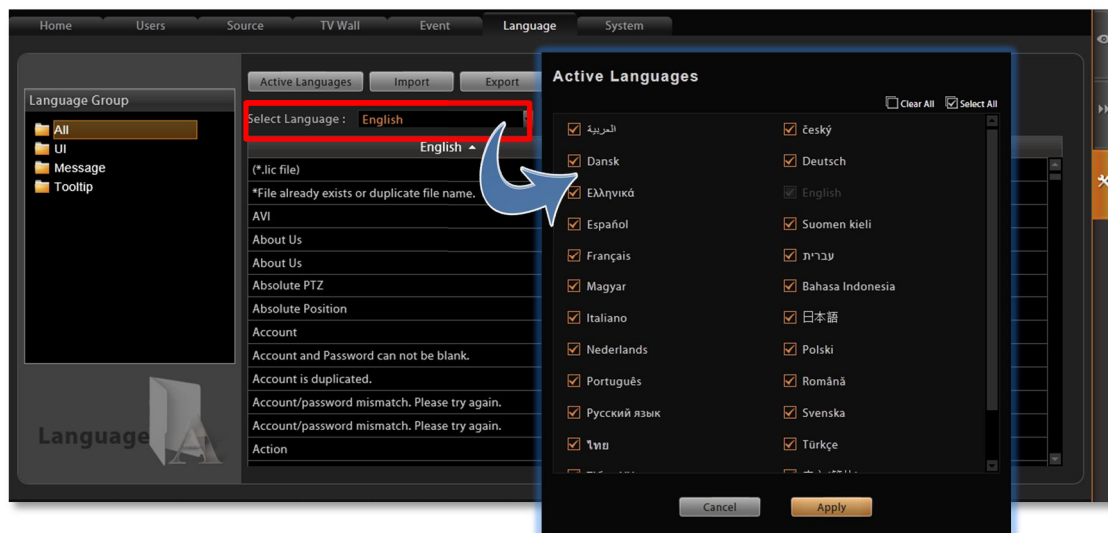 Home Users Source TV Wall Event Language System
Active Languages Import Export
Language Group
All
UI
Message
Tooltip
Language
Select Language : English
English
(*.lic file)
*File already exists or duplicate file name.
AVI
About Us
About Us
Absolute PTZ
Absolute Position
Account
Account and Password can not be blank.
Account is duplicated.
Account/password mismatch. Please try again.
Account/password mismatch. Please try again.
Action
Active Languages
Clear All Select All
العربية český
Dansk Deutsch
Ελληνικά English
Español Suomen kieli
Français עברית
Magyar Bahasa Indonesia
Italiano 日本語
Nederlands Polski
Português Română
Русский язык Svenska
ไทย Türkçe
Cancel Apply